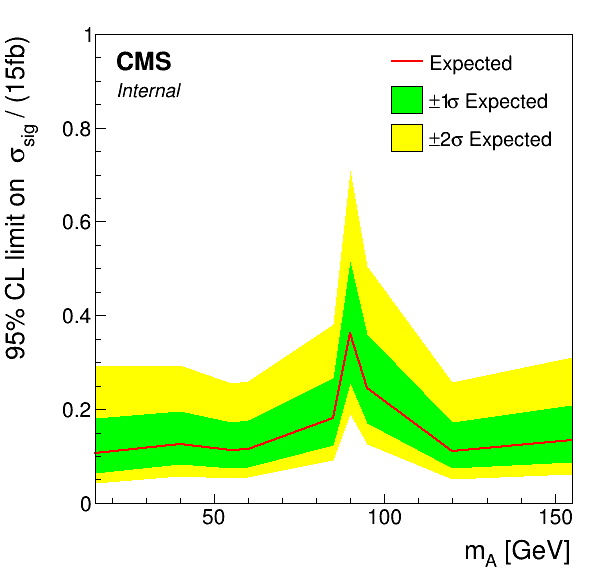 CMS
Internal
Expected
±1σ Expected
±2σ Expected
95% CL limit on σsig / (15fb)
1
0.8
0.6
0.4
0.2
0
50
100
150
mA [GeV]